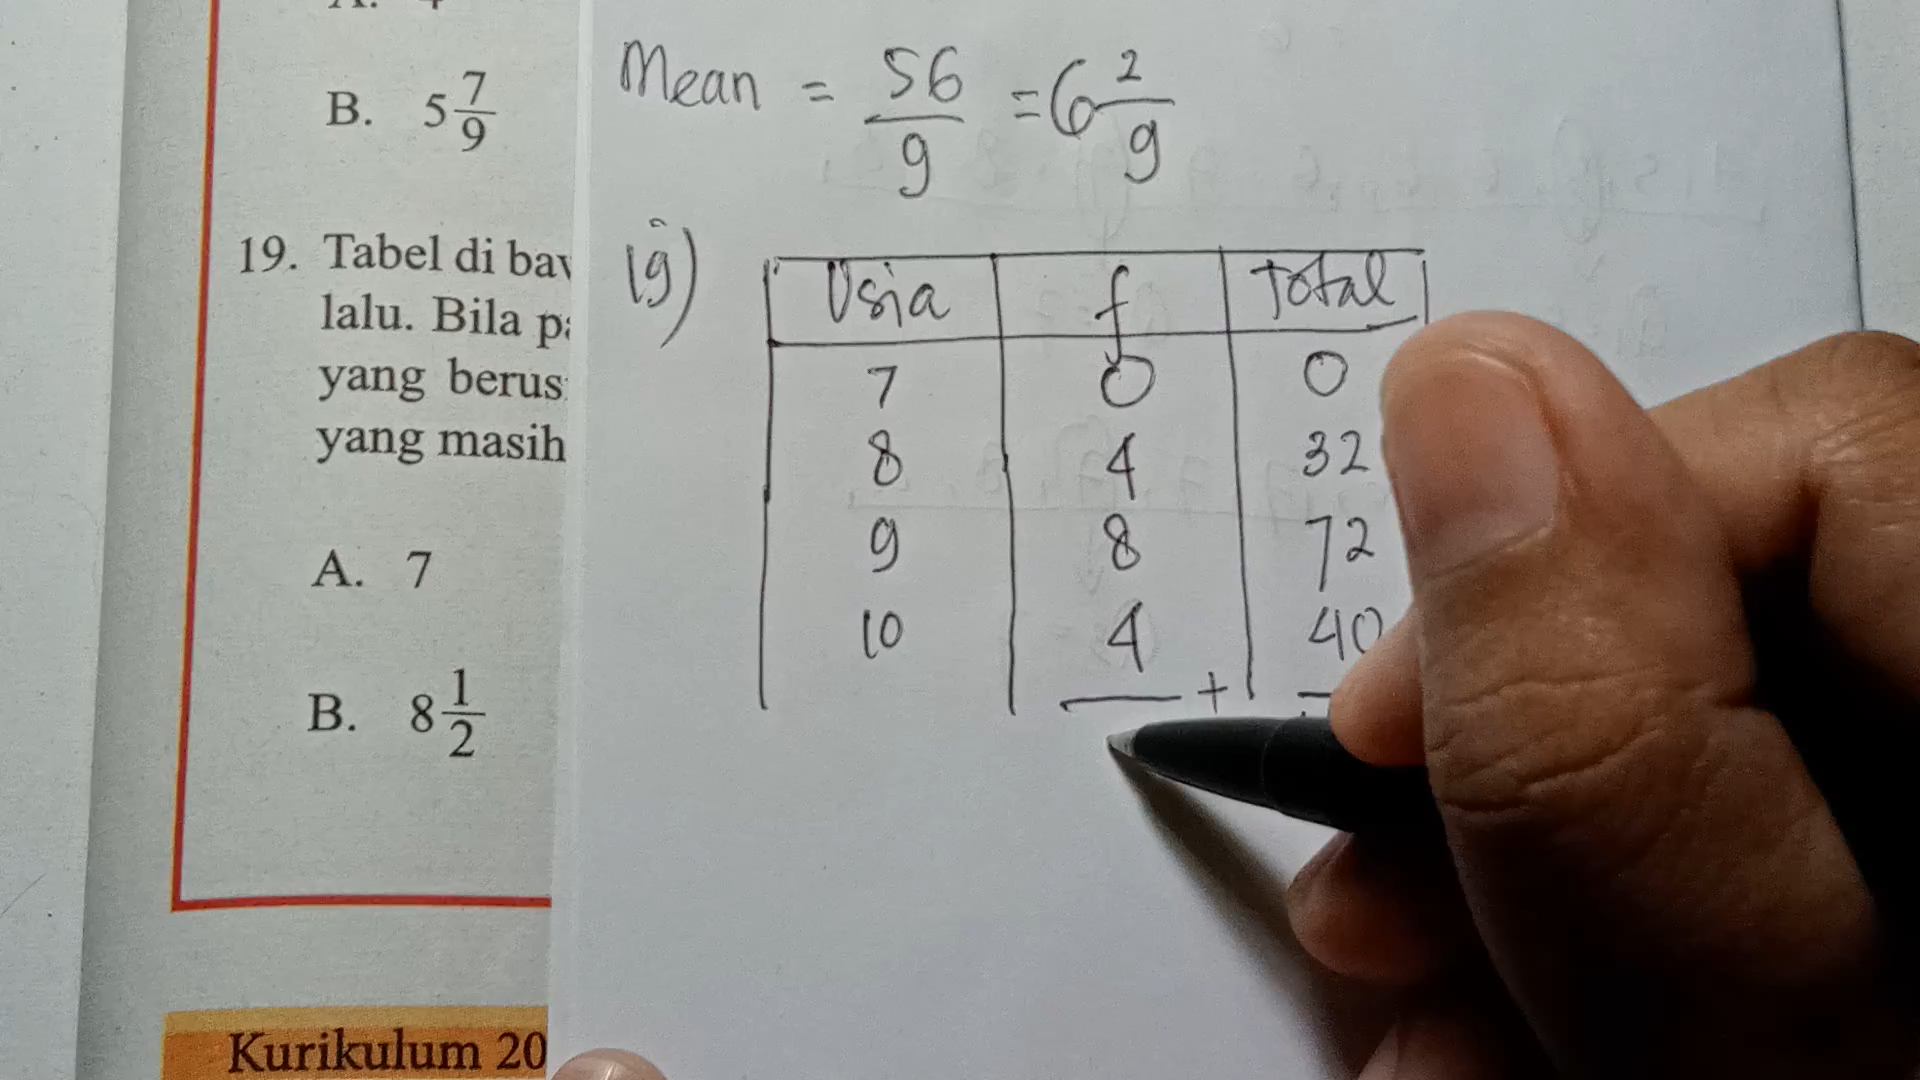 B. 5 7/9
19. Tabel di
lalu. Bila
yang
yang masih
A. 7
B. 8 1/2
Kurikulum 20
Mean = 56/9 = 6 2/9
19)
Usia f Total
7 0 0
8 4 32
9 8 72
10 4 40
+